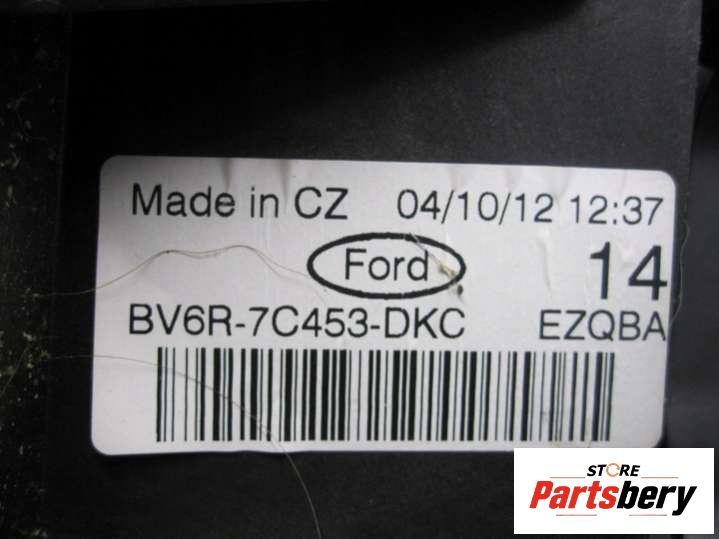 Made in CZ 04/10/12 12:37
Ford 14
BV6R-7C453-DKC EZQBA
STORE
Partsbery